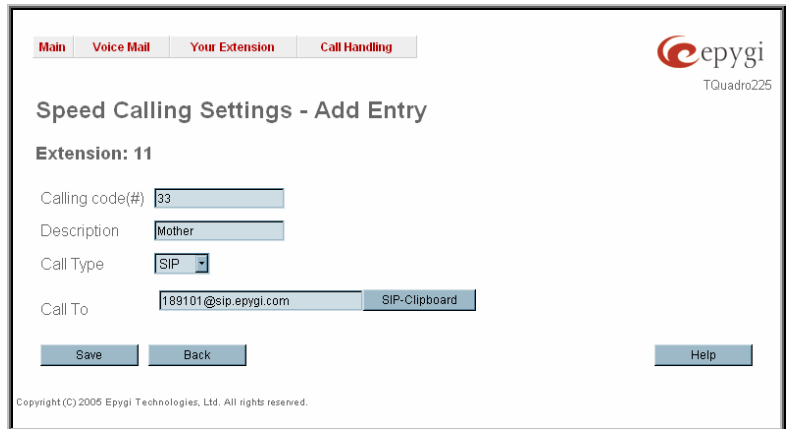 Main Voice Mail Your Extension Call Handling
epygi
TQuadro225
Speed Calling Settings - Add Entry
Extension: 11
Calling code(#) 33
Description Mother
Call Type SIP
Call To 189101@sip.epygi.com SIP-Clipboard
Save Back Help
Copyright (C) 2005 Epygi Technologies, Ltd. All rights reserved.